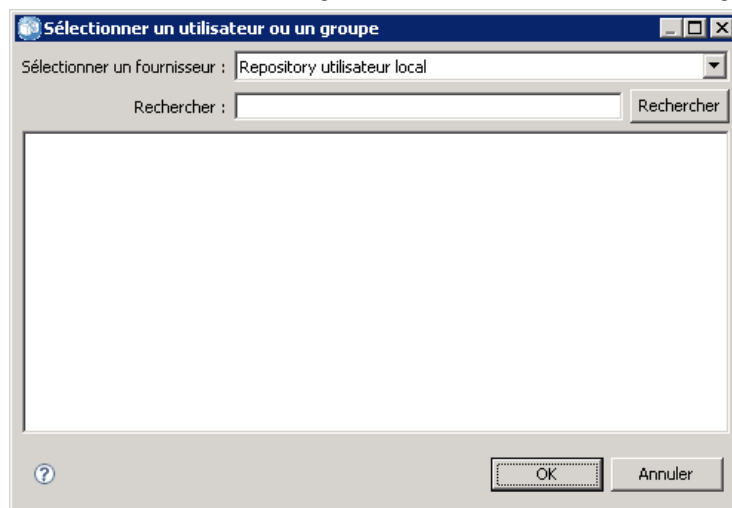 Sélectionner un utilisateur ou un groupe
Sélectionner un fournisseur : Repository utilisateur local
Rechercher : Rechercher
? OK Annuler